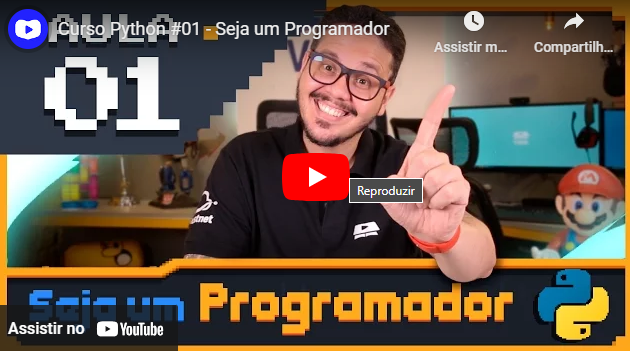 AULA
Curso Python #01 - Seja um Programador
01
Assistir m...
Compartilh...
Reproduzir
Seja um Programador
Assistir no YouTube